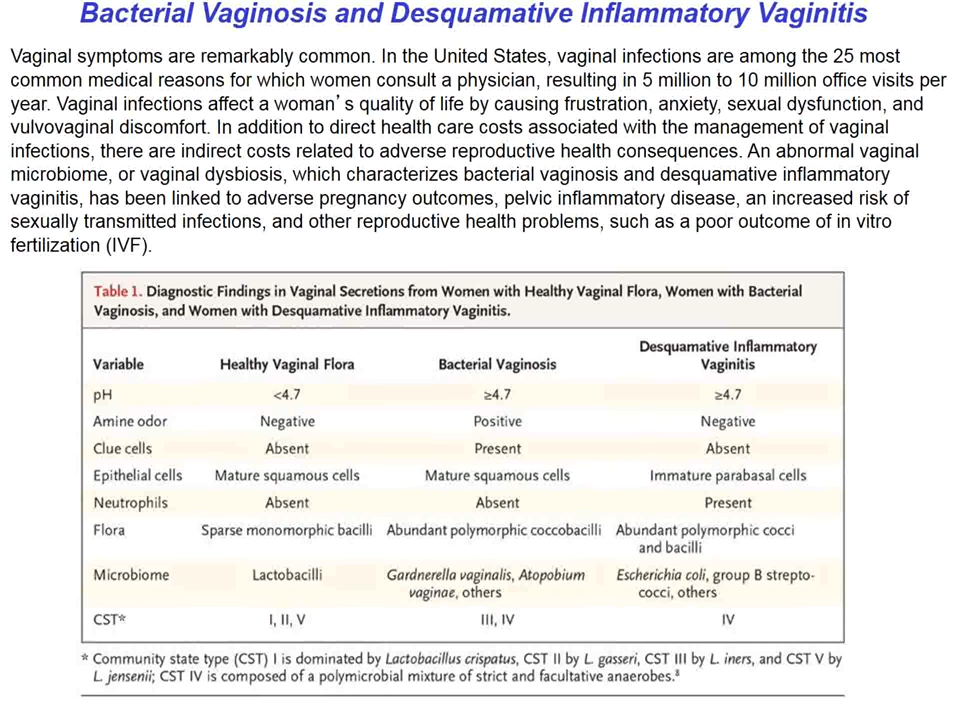 Bacterial Vaginosis and Desquamative Inflammatory Vaginitis
Vaginal symptoms are remarkably common. In the United States, vaginal infections are among the 25 most
common medical reasons for which women consult a physician, resulting in 5 million to 10 million office visits per
year. Vaginal infections affect a woman’s quality of life by causing frustration, anxiety, sexual dysfunction, and
vulvovaginal discomfort. In addition to direct health care costs associated with the management of vaginal
infections, there are indirect costs related to adverse reproductive health consequences. An abnormal vaginal
microbiome, or vaginal dysbiosis, which characterizes bacterial vaginosis and desquamative inflammatory
vaginitis, has been linked to adverse pregnancy outcomes, pelvic inflammatory disease, an increased risk of
sexually transmitted infections, and other reproductive health problems, such as a poor outcome of in vitro
fertilization (IVF).
Table 1. Diagnostic Findings in Vaginal Secretions from Women with Healthy Vaginal Flora, Women with Bacterial
Vaginosis, and Women with Desquamative Inflammatory Vaginitis.
Variable Healthy Vaginal Flora Bacterial Vaginosis Desquamative Inflammatory
Vaginitis
pH <4.7 ≥4.7 ≥4.7
Amine odor Negative Positive Negative
Clue cells Absent Present Absent
Epithelial cells Mature squamous cells Mature squamous cells Immature parabasal cells
Neutrophils Absent Absent Present
Flora Sparse monomorphic bacilli Abundant polymorphic coccobacilli Abundant polymorphic cocci
and bacilli
Microbiome Lactobacilli Gardnerella vaginalis, Atopobium Escherichia coli, group B strepto-
vaginae, others cocci, others
CST* I, II, V III, IV IV
* Community state type (CST) I is dominated by Lactobacillus crispatus, CST II by L. gasseri, CST III by L. iners, and CST V by
L. jensenii; CST IV is composed of a polymicrobial mixture of strict and facultative anaerobes.⁸